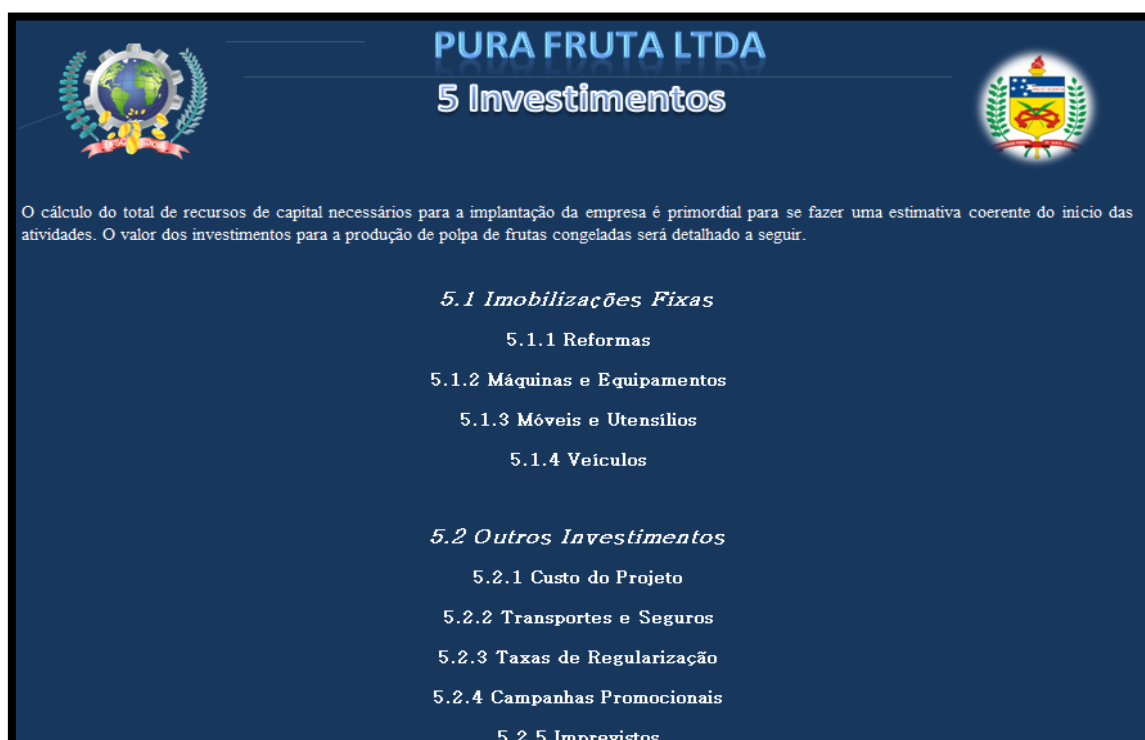 PURA FRUTA LTDA
5 Investimentos
O cálculo do total de recursos de capital necessários para a implantação da empresa é primordial para se fazer uma estimativa coerente do início das
atividades. O valor dos investimentos para a produção de polpa de frutas congeladas será detalhado a seguir.
5.1 Imobilizações Fixas
5.1.1 Reformas
5.1.2 Máquinas e Equipamentos
5.1.3 Móveis e Utensílios
5.1.4 Veículos
5.2 Outros Investimentos
5.2.1 Custo do Projeto
5.2.2 Transportes e Seguros
5.2.3 Taxas de Regularização
5.2.4 Campanhas Promocionais
5.2.5 Imprevistos